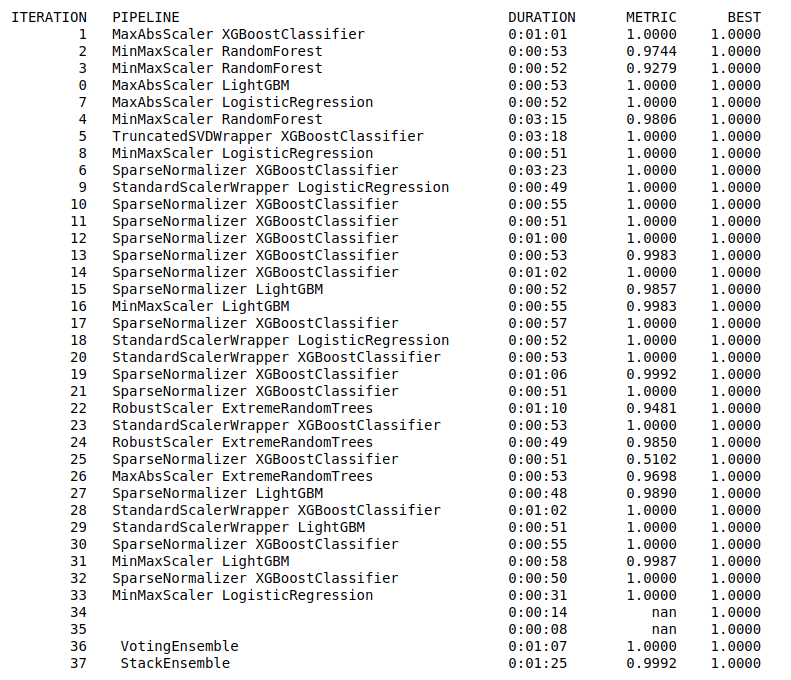 ITERATION PIPELINE DURATION METRIC BEST
1 MaxAbsScaler XGBoostClassifier 0:01:01 1.0000 1.0000
2 MinMaxScaler RandomForest 0:00:53 0.9744 1.0000
3 MinMaxScaler RandomForest 0:00:52 0.9279 1.0000
0 MaxAbsScaler LightGBM 0:00:53 1.0000 1.0000
7 MaxAbsScaler LogisticRegression 0:00:52 1.0000 1.0000
4 MinMaxScaler RandomForest 0:03:15 0.9806 1.0000
5 TruncatedSVDWrapper XGBoostClassifier 0:03:18 1.0000 1.0000
8 MinMaxScaler LogisticRegression 0:00:51 1.0000 1.0000
6 SparseNormalizer XGBoostClassifier 0:03:23 1.0000 1.0000
9 StandardScalerWrapper LogisticRegression 0:00:49 1.0000 1.0000
10 SparseNormalizer XGBoostClassifier 0:00:55 1.0000 1.0000
11 SparseNormalizer XGBoostClassifier 0:00:51 1.0000 1.0000
12 SparseNormalizer XGBoostClassifier 0:01:00 1.0000 1.0000
13 SparseNormalizer XGBoostClassifier 0:00:53 0.9983 1.0000
14 SparseNormalizer XGBoostClassifier 0:01:02 1.0000 1.0000
15 SparseNormalizer LightGBM 0:00:52 0.9857 1.0000
16 MinMaxScaler LightGBM 0:00:55 0.9983 1.0000
17 SparseNormalizer XGBoostClassifier 0:00:57 1.0000 1.0000
18 StandardScalerWrapper LogisticRegression 0:00:52 1.0000 1.0000
20 StandardScalerWrapper XGBoostClassifier 0:00:53 1.0000 1.0000
19 SparseNormalizer XGBoostClassifier 0:01:06 0.9992 1.0000
21 SparseNormalizer XGBoostClassifier 0:00:51 1.0000 1.0000
22 RobustScaler ExtremeRandomTrees 0:01:10 0.9481 1.0000
23 StandardScalerWrapper XGBoostClassifier 0:00:53 1.0000 1.0000
24 RobustScaler ExtremeRandomTrees 0:00:49 0.9850 1.0000
25 SparseNormalizer XGBoostClassifier 0:00:51 0.5102 1.0000
26 MaxAbsScaler ExtremeRandomTrees 0:00:53 0.9698 1.0000
27 SparseNormalizer LightGBM 0:00:48 0.9890 1.0000
28 StandardScalerWrapper XGBoostClassifier 0:01:02 1.0000 1.0000
29 StandardScalerWrapper LightGBM 0:00:51 1.0000 1.0000
30 SparseNormalizer XGBoostClassifier 0:00:55 1.0000 1.0000
31 MinMaxScaler LightGBM 0:00:58 0.9987 1.0000
32 SparseNormalizer XGBoostClassifier 0:00:50 1.0000 1.0000
33 MinMaxScaler LogisticRegression 0:00:31 1.0000 1.0000
34 0:00:14 nan 1.0000
35 0:00:08 nan 1.0000
36 VotingEnsemble 0:01:07 1.0000 1.0000
37 StackEnsemble 0:01:25 0.9992 1.0000